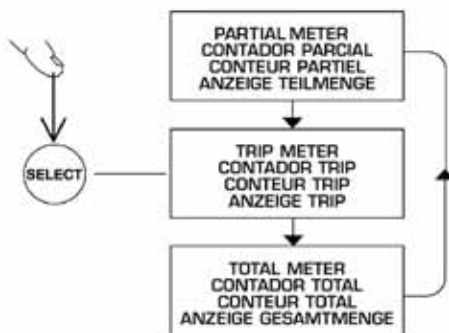 PARTIAL METER
CONTADOR PARCIAL
CONTEUR PARTIEL
ANZEIGE TEILMENGE
SELECT
TRIP METER
CONTADOR TRIP
CONTEUR TRIP
ANZEIGE TRIP
TOTAL METER
CONTADOR TOTAL
CONTEUR TOTAL
ANZEIGE GESAMTMENGE